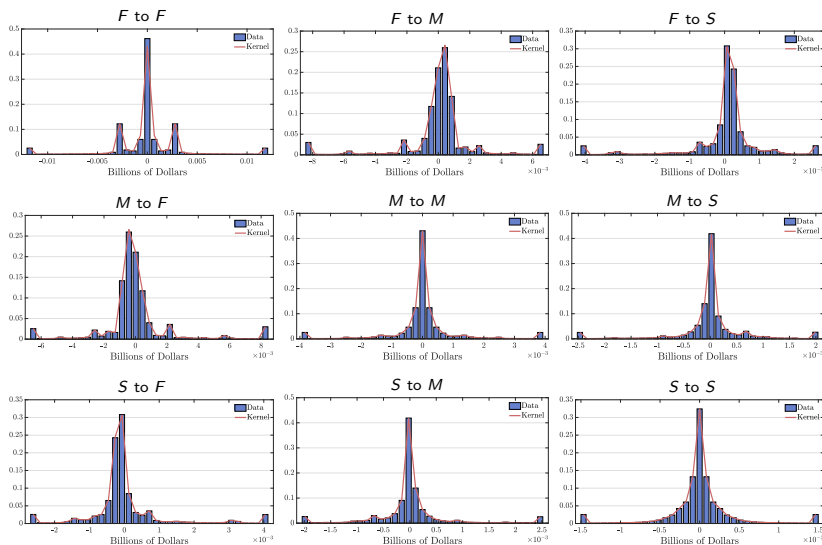 F to F
0.5
0.4
0.3
0.2
0.1
0
Data
Kernel
-0.01 -0.005 0 0.005 0.01
Billions of Dollars
F to M
0.3
0.25
0.2
0.15
0.1
0.05
0
Data
Kernel
-8 -6 -4 -2 0 2 4 6
×10⁻³
Billions of Dollars
F to S
0.35
0.3
0.25
0.2
0.15
0.1
0.05
0
Data
Kernel
-4 -3 -2 -1 0 1 2
Billions of Dollars
M to F
0.3
0.25
0.2
0.15
0.1
0.05
0
Data
Kernel
-6 -4 -2 0 2 4 6 8
×10⁻³
Billions of Dollars
M to M
0.5
0.4
0.3
0.2
0.1
0
Data
Kernel
-4 -3 -2 -1 0 1 2 3 4
×10⁻³
Billions of Dollars
M to S
0.5
0.4
0.3
0.2
0.1
0
Data
Kernel
-2.5 -2 -1.5 -1 -0.5 0 0.5 1 1.5 2
Billions of Dollars
S to F
0.35
0.3
0.25
0.2
0.15
0.1
0.05
0
Data
Kernel
-2 -1 0 1 2 3 4
×10⁻³
Billions of Dollars
S to M
0.5
0.4
0.3
0.2
0.1
0
Data
Kernel
-2 -1.5 -1 -0.5 0 0.5 1 1.5 2 2.5
×10⁻³
Billions of Dollars
S to S
0.35
0.3
0.25
0.2
0.15
0.1
0.05
0
Data
Kernel
-1.5 -1 -0.5 0 0.5 1 1.5
Billions of Dollars